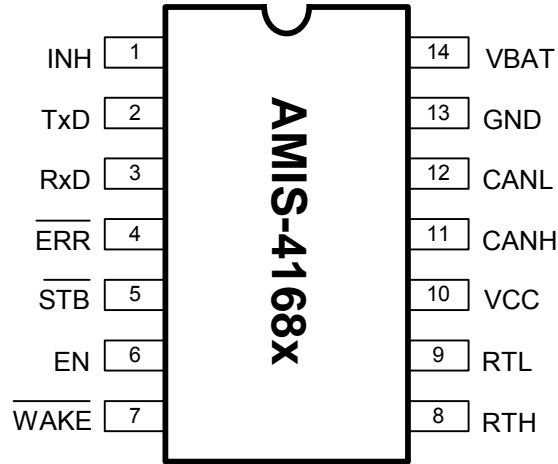 INH 1
TxD 2
RxD 3
ERR 4
STB 5
EN 6
WAKE 7
AMIS-4168x
14 VBAT
13 GND
12 CANL
11 CANH
10 VCC
9 RTL
8 RTH